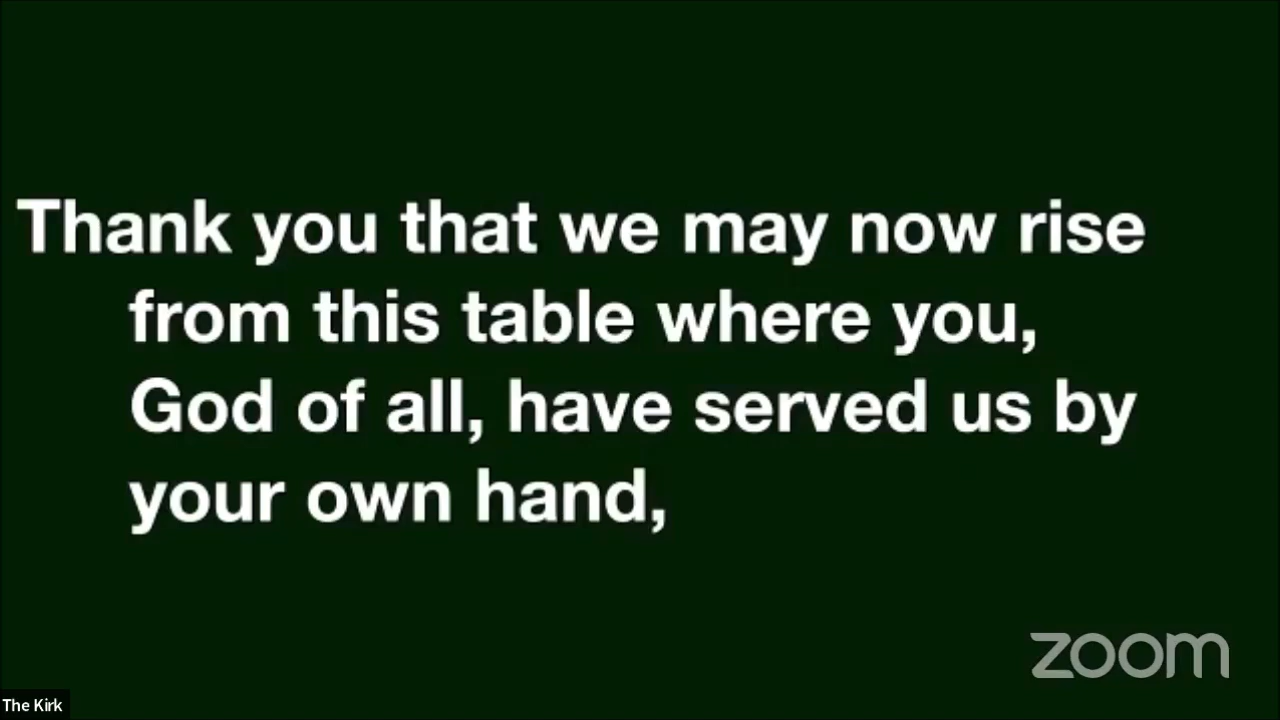 Thank you that we may now rise
from this table where you,
God of all, have served us by
your own hand,
zoom
The Kirk